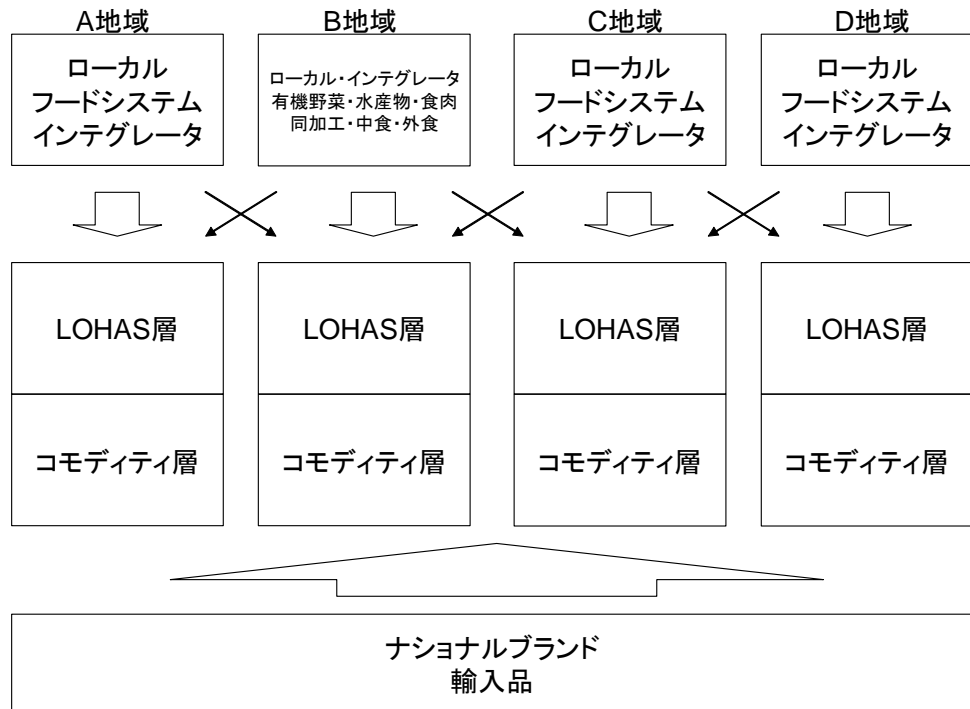 A地域
B地域
C地域
D地域
ローカル
フードシステム
インテグレータ
ローカル・インテグレータ
有機野菜・水産物・食肉
同加工・中食・外食
ローカル
フードシステム
インテグレータ
ローカル
フードシステム
インテグレータ
LOHAS層
LOHAS層
LOHAS層
LOHAS層
コモディティ層
コモディティ層
コモディティ層
コモディティ層
ナショナルブランド
輸入品